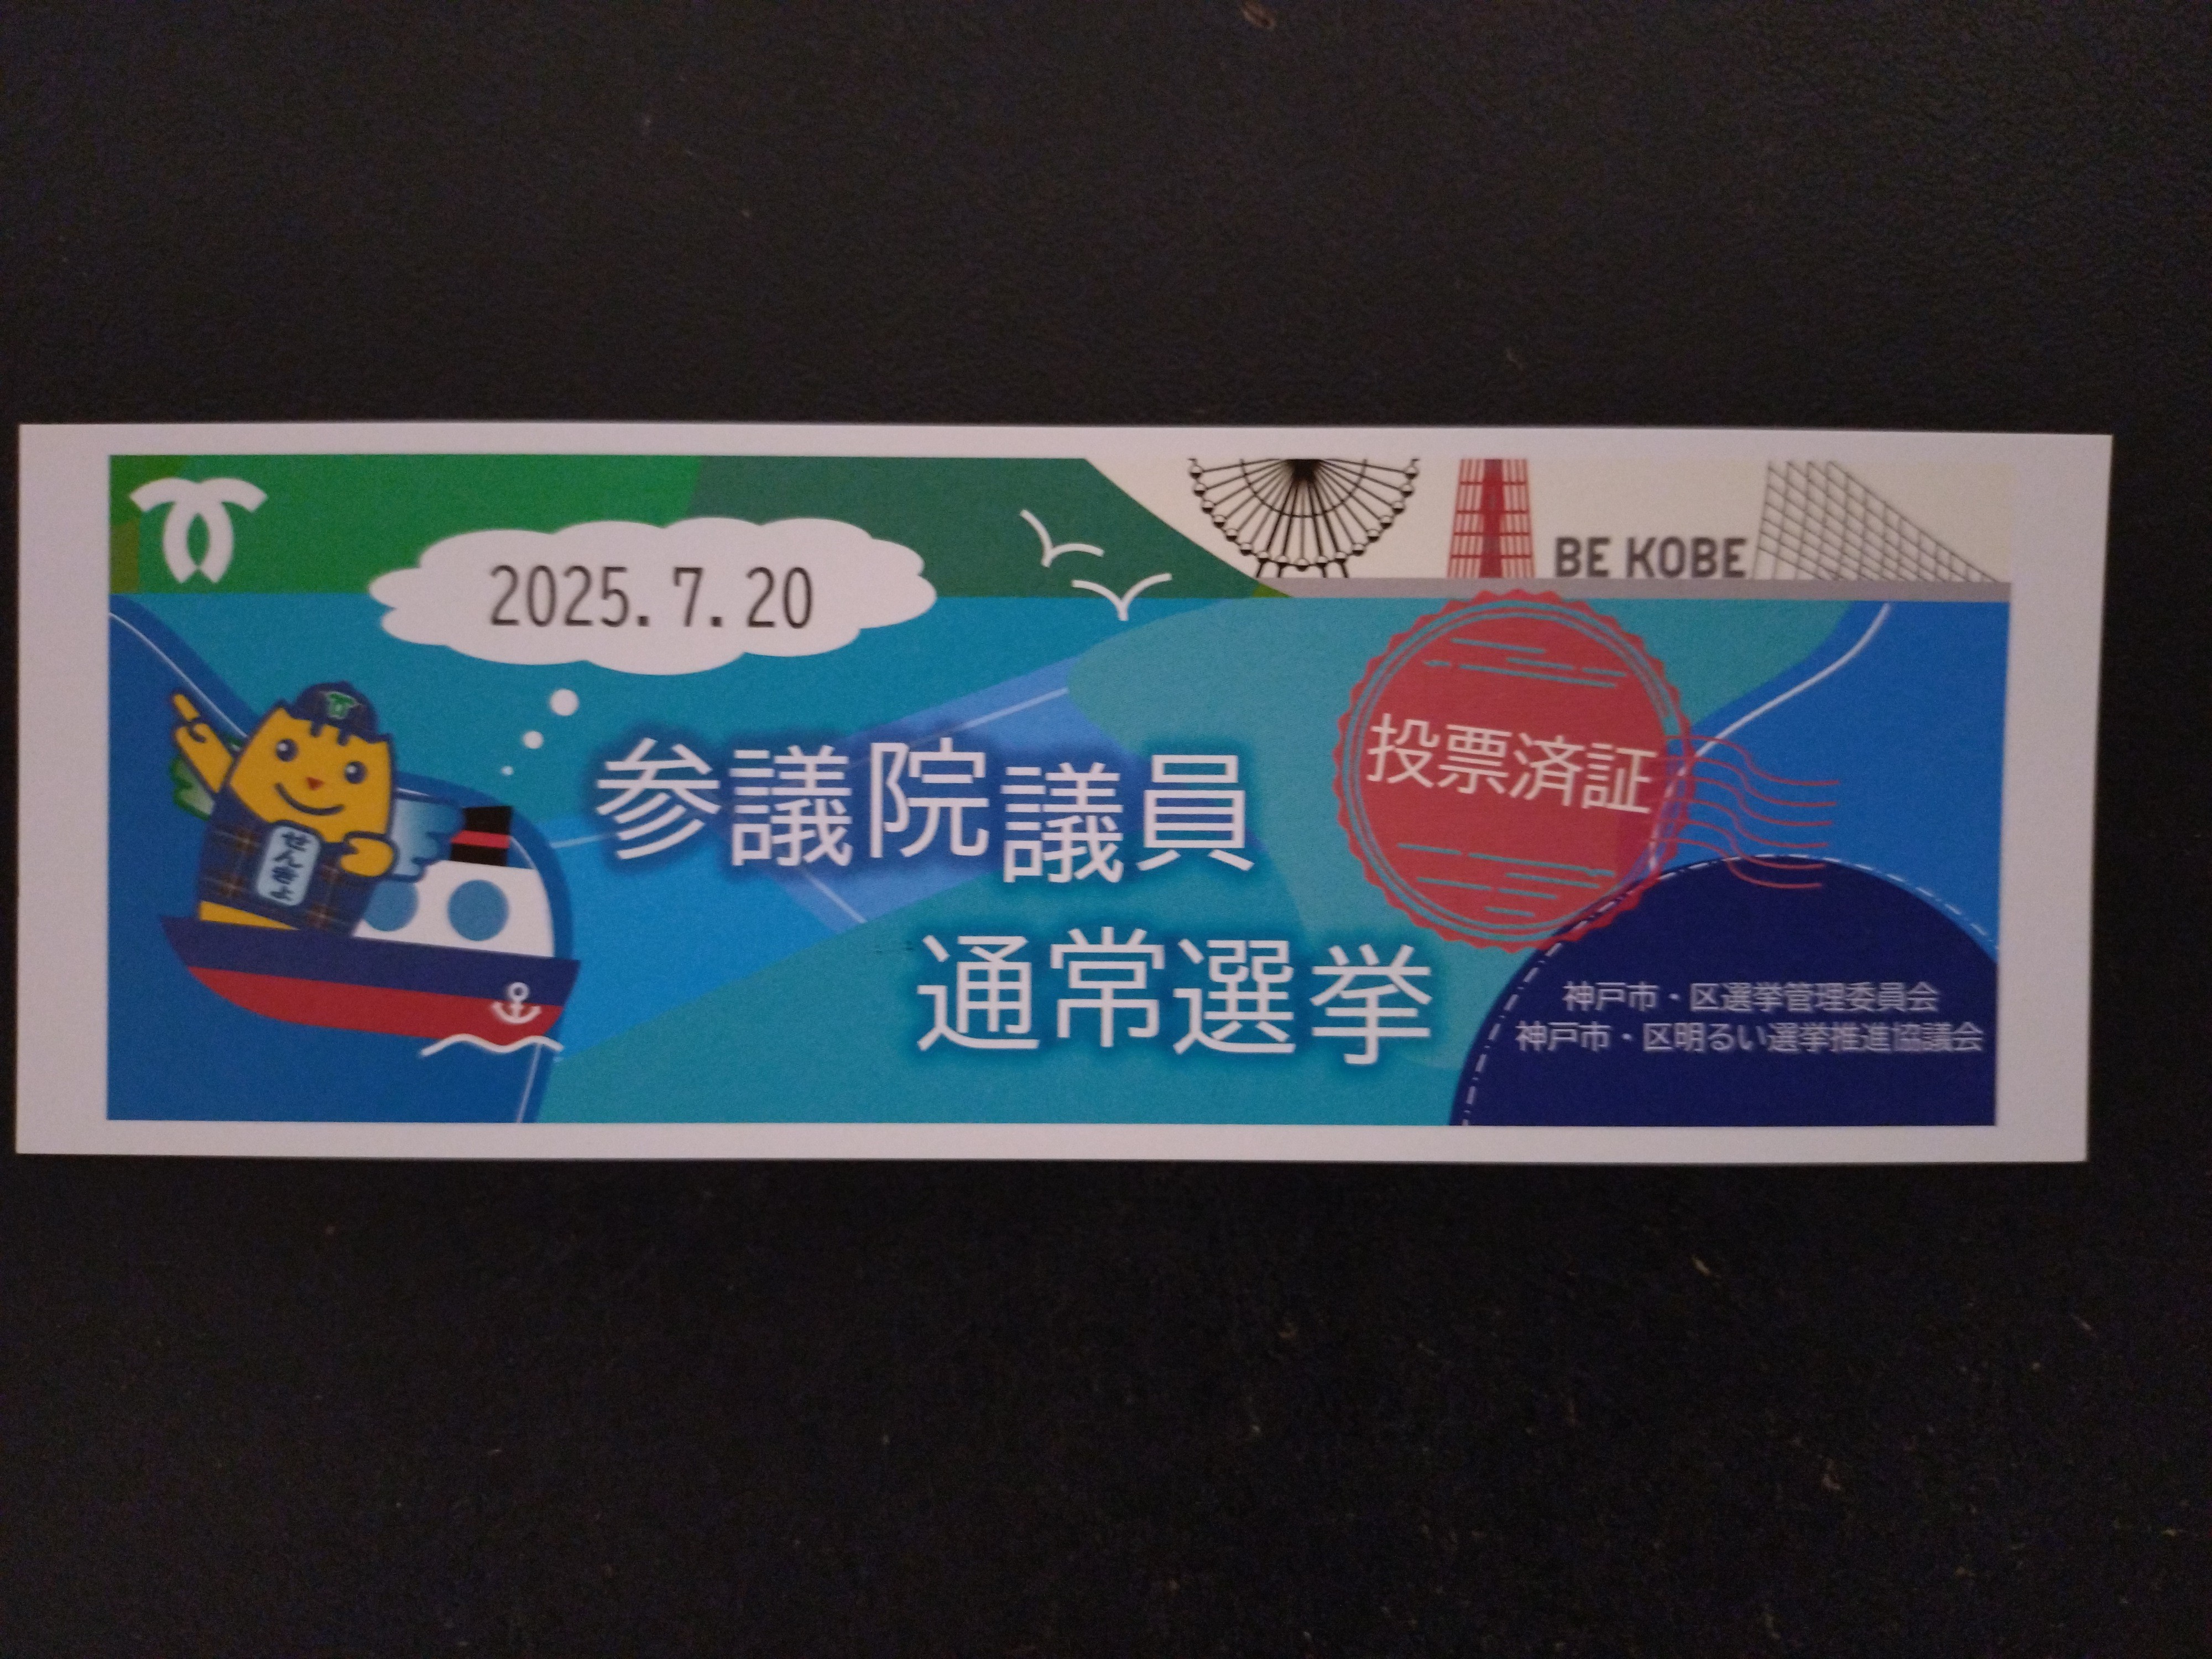 2025.7.20
BE KOBE
せんきょ
参議院議員
通常選挙
投票済証
神戸市・区選挙管理委員会
神戸市・区明るい選挙推進協議会